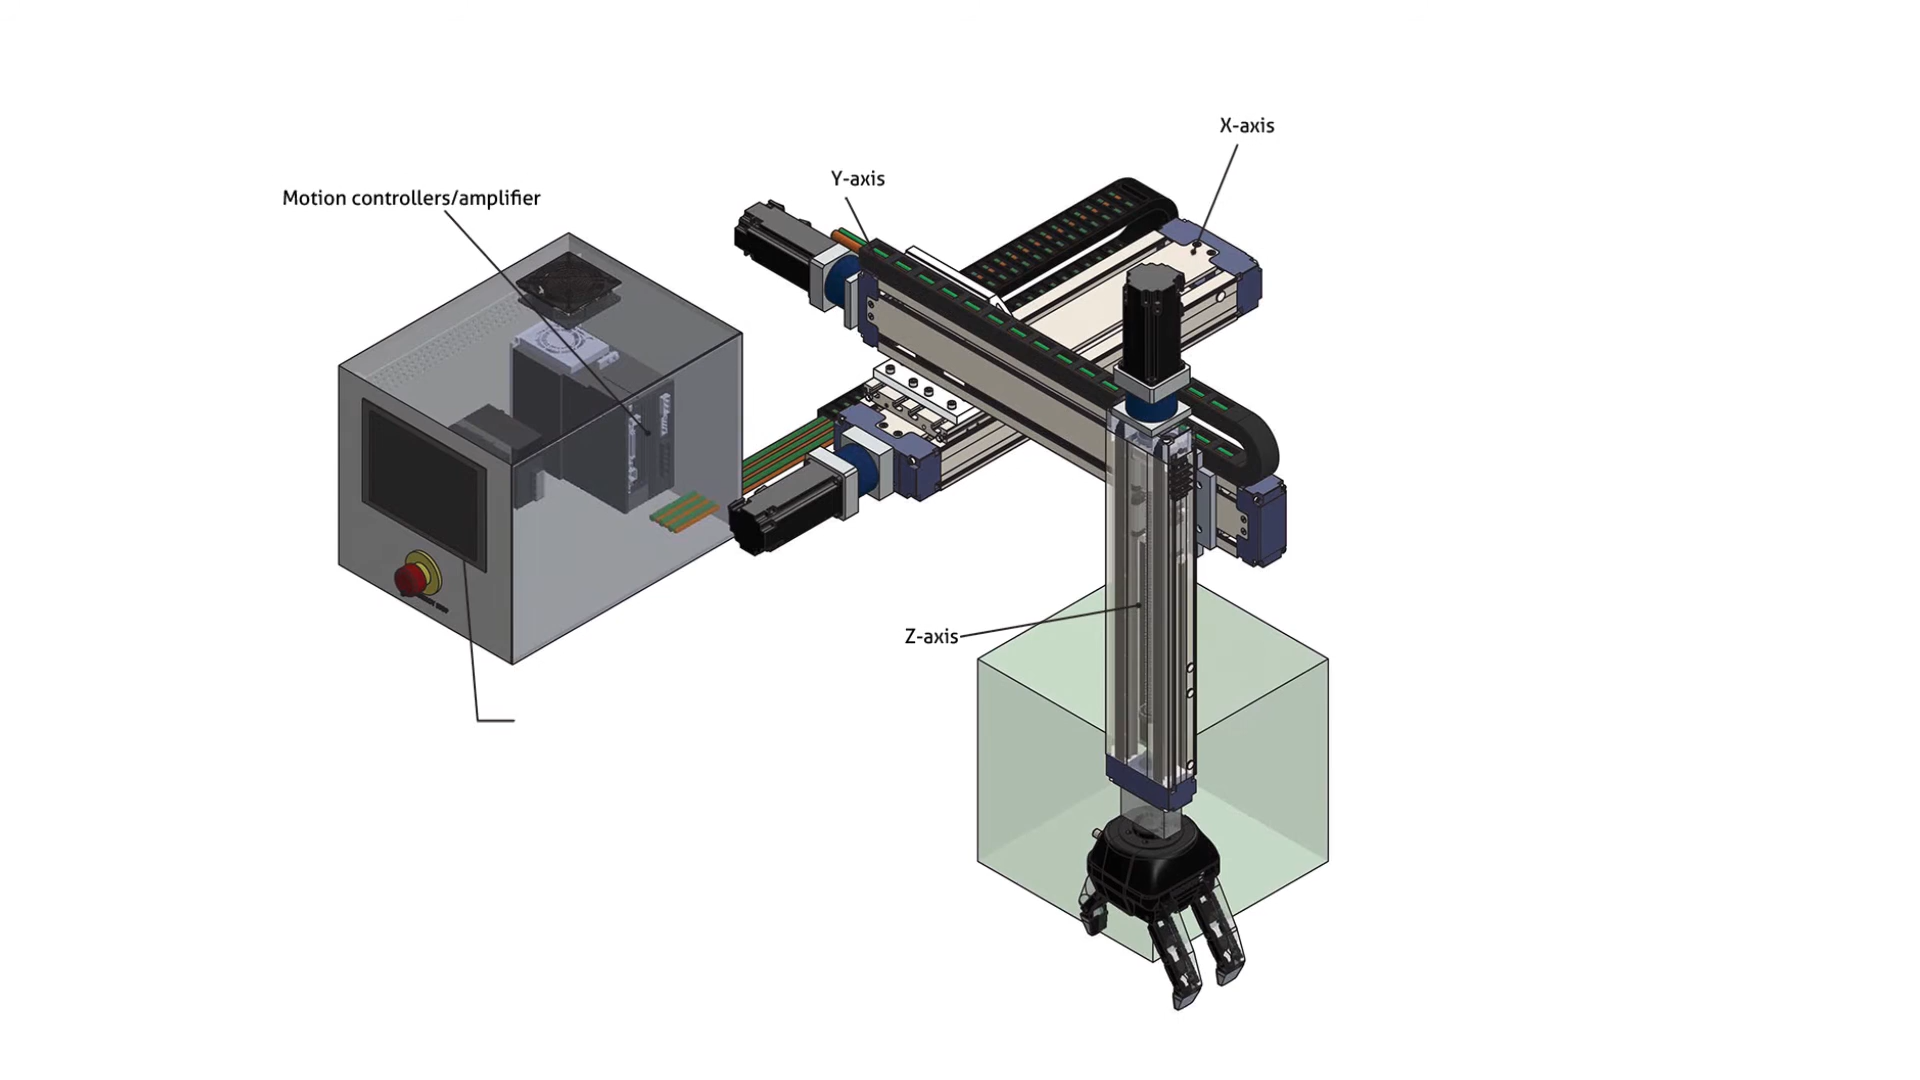 X-axis
Y-axis
Motion controllers/amplifier
Z-axis